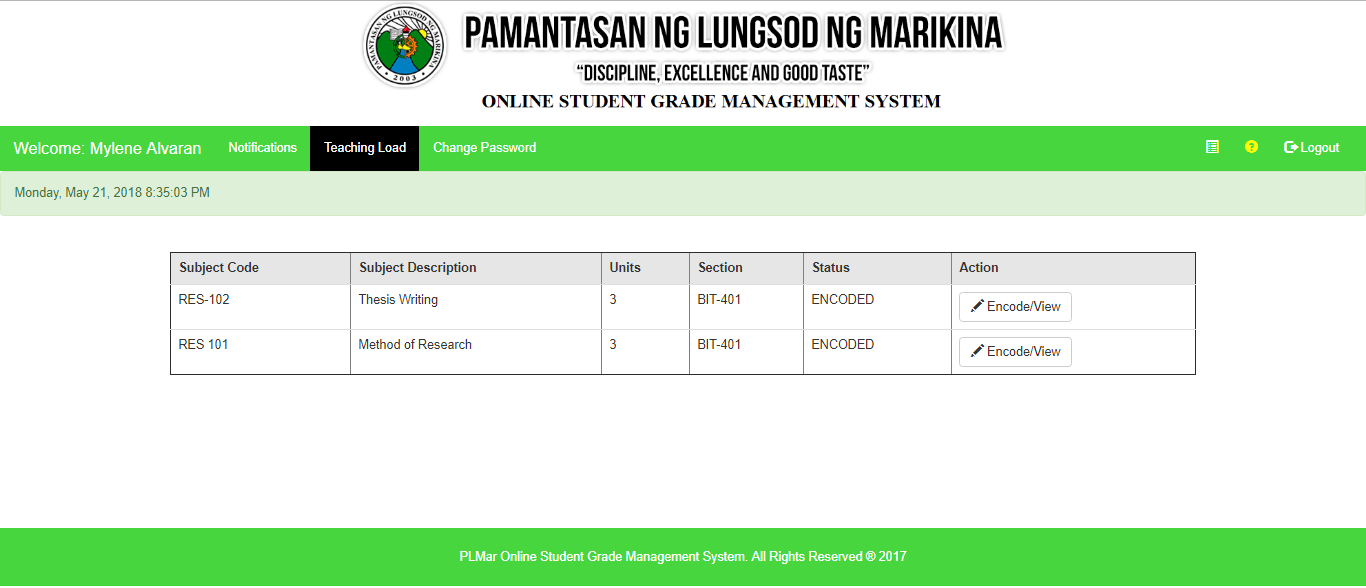 PAMANTASAN NG LUNGSOD NG MARIKINA
PAMANTASAN NG LUNGSOD NG MARIKINA
• 2003 •
“DISCIPLINE, EXCELLENCE AND GOOD TASTE”
ONLINE STUDENT GRADE MANAGEMENT SYSTEM
Welcome: Mylene Alvaran Notifications Teaching Load Change Password ? Logout
Monday, May 21, 2018 8:35:03 PM
Subject Code Subject Description Units Section Status Action
RES-102 Thesis Writing 3 BIT-401 ENCODED Encode/View
RES 101 Method of Research 3 BIT-401 ENCODED Encode/View
PLMar Online Student Grade Management System. All Rights Reserved ® 2017